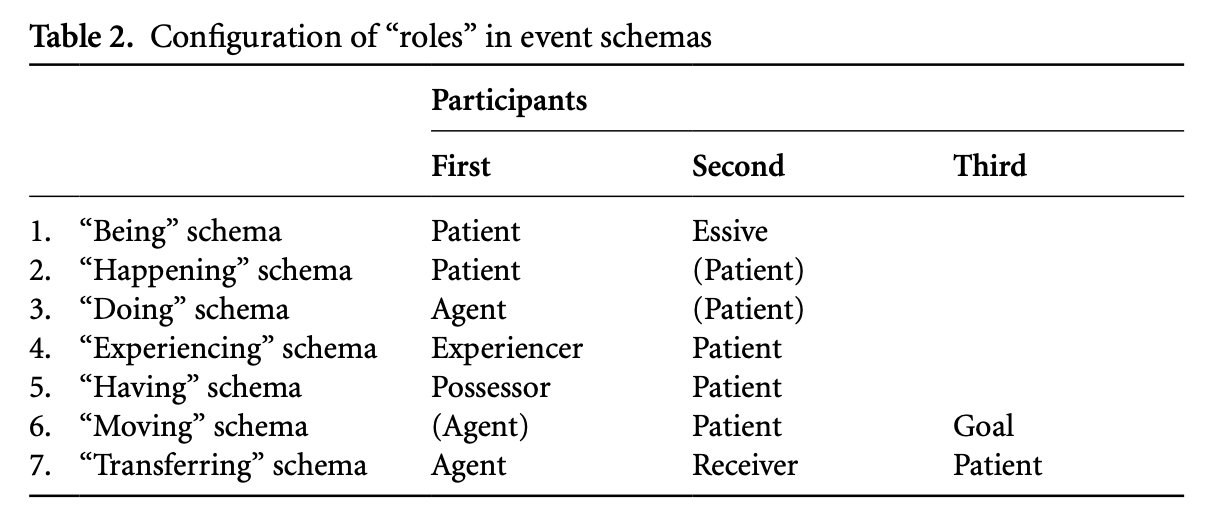 Table 2. Configuration of “roles” in event schemas
Participants
First Second Third
1. “Being” schema Patient Essive
2. “Happening” schema Patient (Patient)
3. “Doing” schema Agent (Patient)
4. “Experiencing” schema Experiencer Patient
5. “Having” schema Possessor Patient
6. “Moving” schema (Agent) Patient Goal
7. “Transferring” schema Agent Receiver Patient